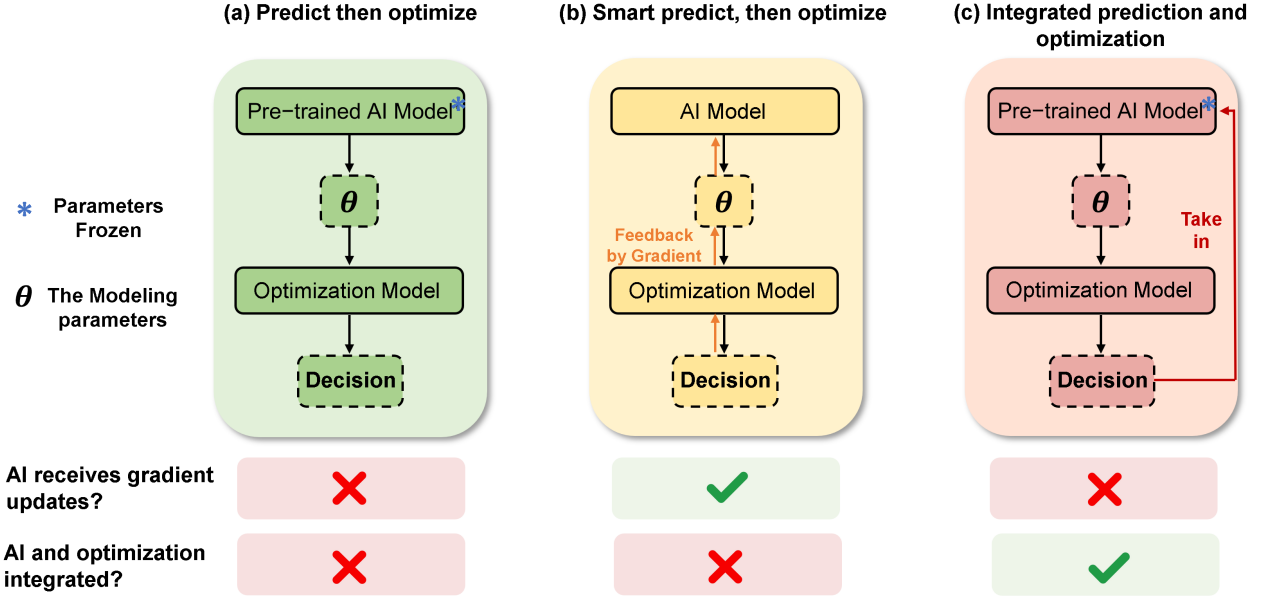 (a) Predict then optimize
(b) Smart predict, then optimize
(c) Integrated prediction and
optimization
Pre−trained AI Model*
θ
Optimization Model
Decision
AI Model
θ
Feedback
by Gradient
Optimization Model
Decision
Pre−trained AI Model*
θ
Take
in
Optimization Model
Decision
* Parameters
Frozen
θ The Modeling
parameters
AI receives gradient
updates?
AI and optimization
integrated?